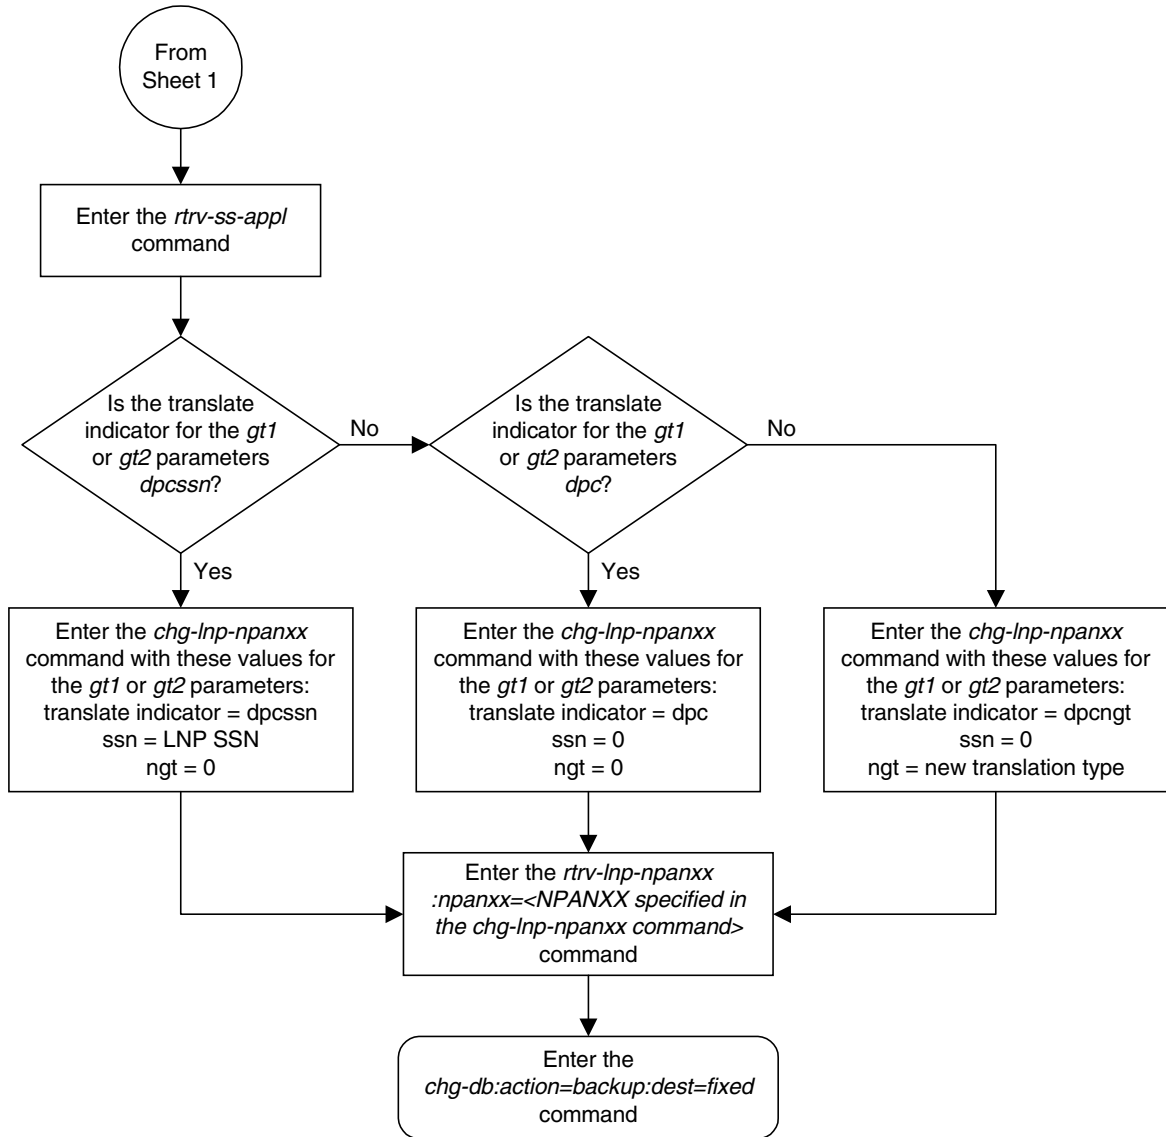 From
Sheet 1
Enter the rtrv-ss-appl
command
Is the translate
indicator for the gt1
or gt2 parameters
dpcssn?
No
Is the translate
indicator for the gt1
or gt2 parameters
dpc?
No
Yes
Yes
Enter the chg-lnp-npanxx
command with these values for
the gt1 or gt2 parameters:
translate indicator = dpcssn
ssn = LNP SSN
ngt = 0
Enter the chg-lnp-npanxx
command with these values for
the gt1 or gt2 parameters:
translate indicator = dpc
ssn = 0
ngt = 0
Enter the chg-lnp-npanxx
command with these values for
the gt1 or gt2 parameters:
translate indicator = dpcngt
ssn = 0
ngt = new translation type
Enter the rtrv-lnp-npanxx
:npanxx=<NPANXX specified in
the chg-lnp-npanxx command>
command
Enter the
chg-db:action=backup:dest=fixed
command